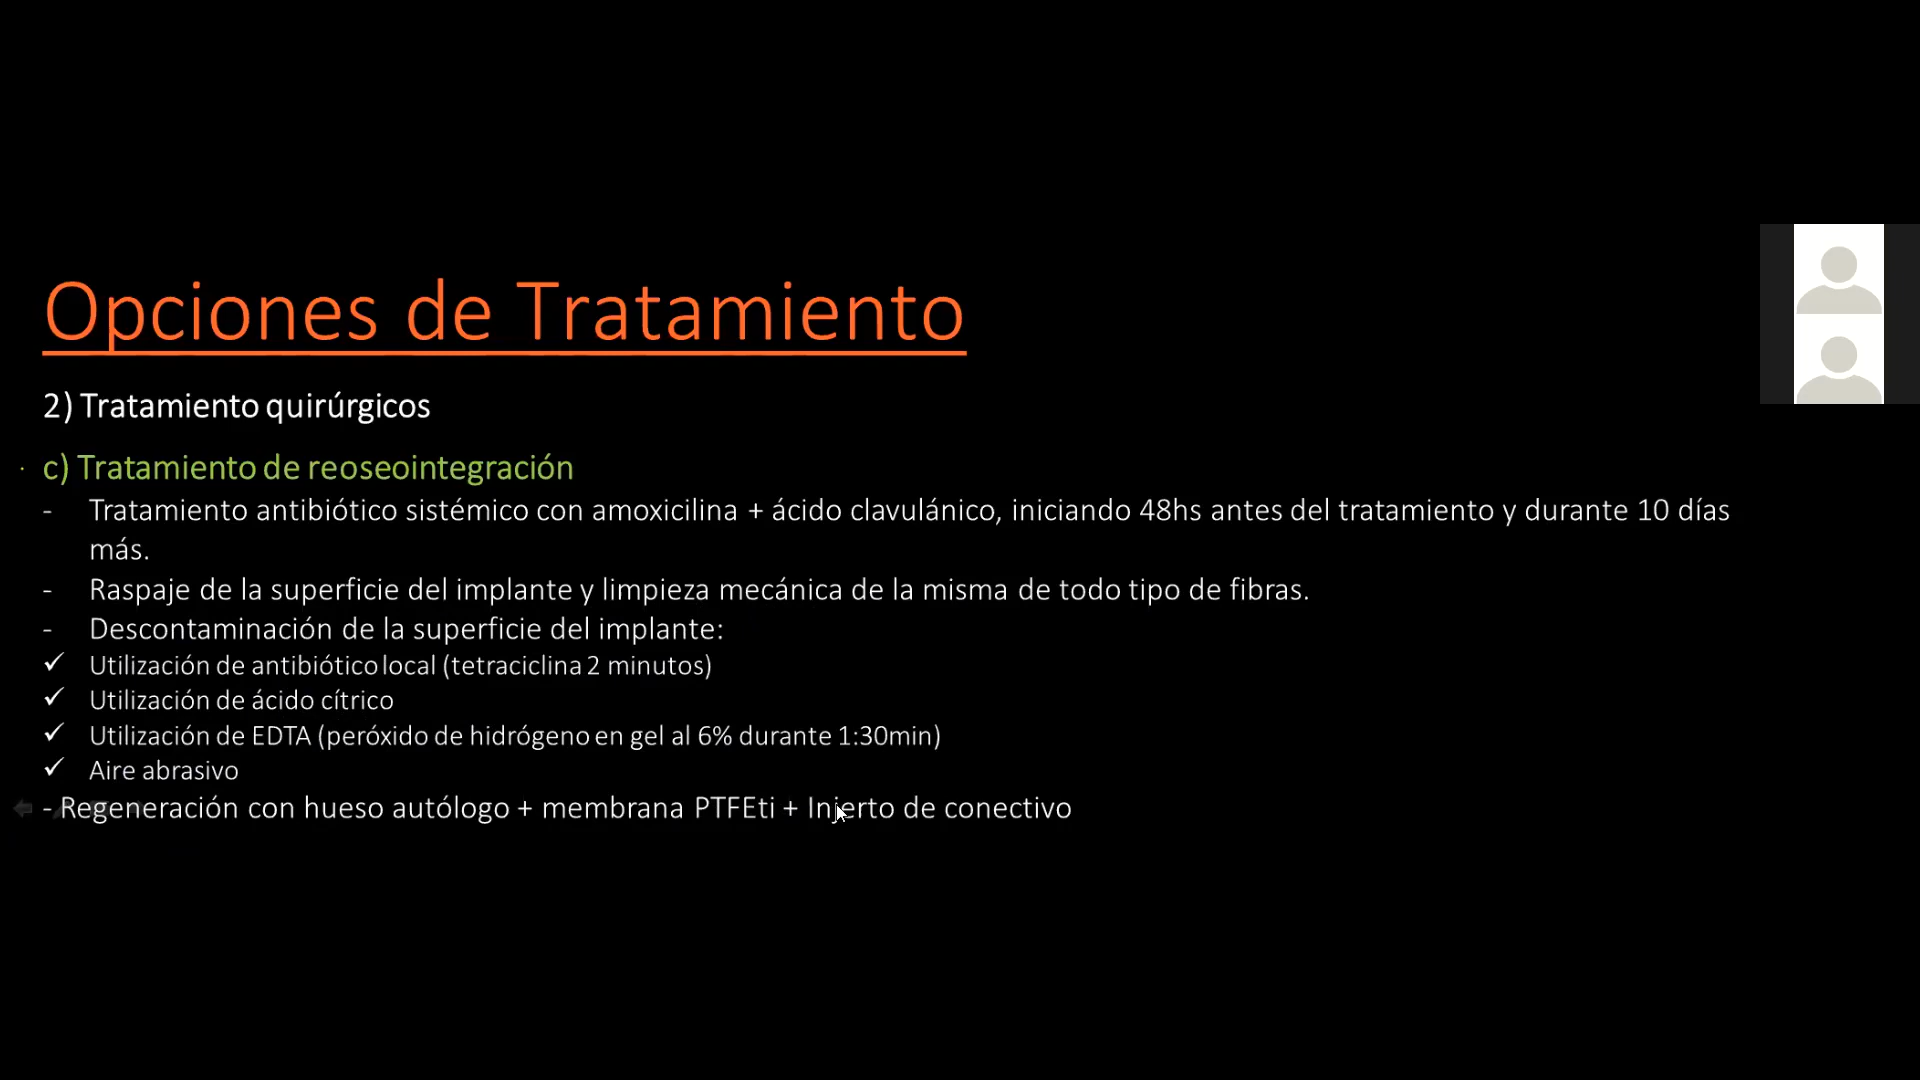 Opciones de Tratamiento
2) Tratamiento quirúrgicos
· c) Tratamiento de reoseointegración
- Tratamiento antibiótico sistémico con amoxicilina + ácido clavulánico, iniciando 48hs antes del tratamiento y durante 10 días
más.
- Raspaje de la superficie del implante y limpieza mecánica de la misma de todo tipo de fibras.
- Descontaminación de la superficie del implante:
✓ Utilización de antibiótico local (tetraciclina 2 minutos)
✓ Utilización de ácido cítrico
✓ Utilización de EDTA (peróxido de hidrógeno en gel al 6% durante 1:30min)
✓ Aire abrasivo
- Regeneración con hueso autólogo + membrana PTFEti + Injerto de conectivo